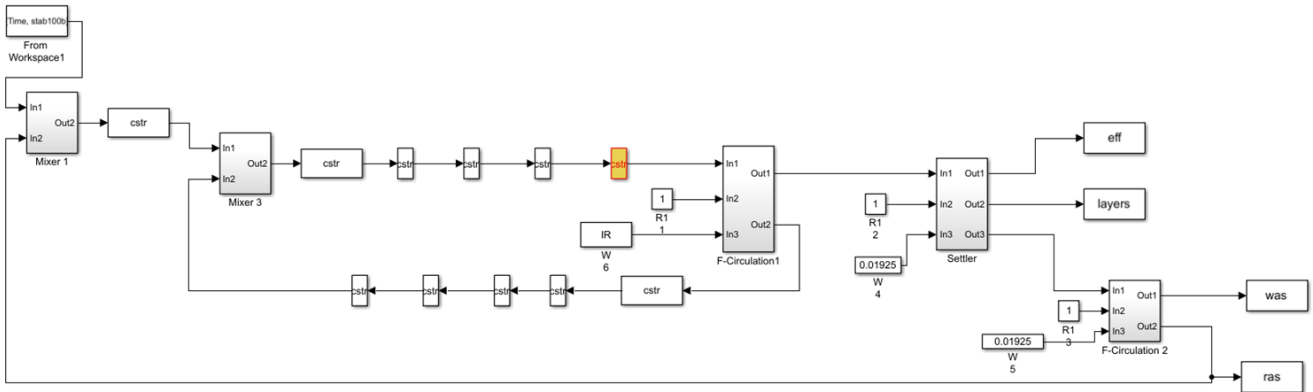 Time, stab100b
From
Workspace1
In1
In2
Out2
Mixer 1
cstr
In1
In2
Out2
Mixer 3
cstr
cstr
cstr
cstr
cstr
In1
In2
In3
Out1
Out2
F-Circulation1
1
R1
1
IR
W
6
cstr
cstr
cstr
cstr
cstr
In1
In2
In3
Out1
Out2
Out3
Settler
1
R1
2
0.01925
W
4
eff
layers
In1
In2
In3
Out1
Out2
F-Circulation 2
1
R1
3
0.01925
W
5
was
ras